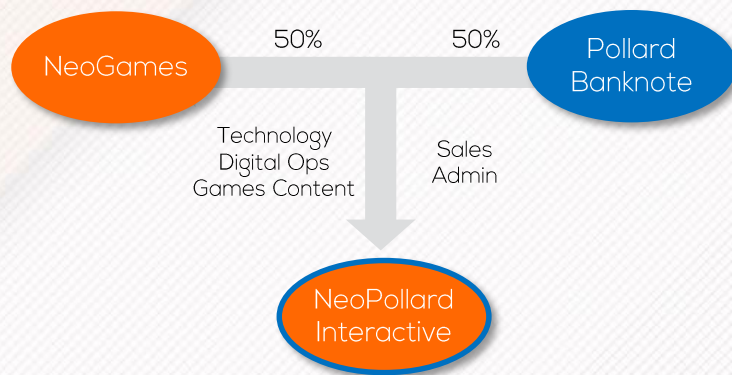 50%
50%
NeoGames
Pollard
Banknote
Technology
Digital Ops
Games Content
Sales
Admin
NeoPollard
Interactive